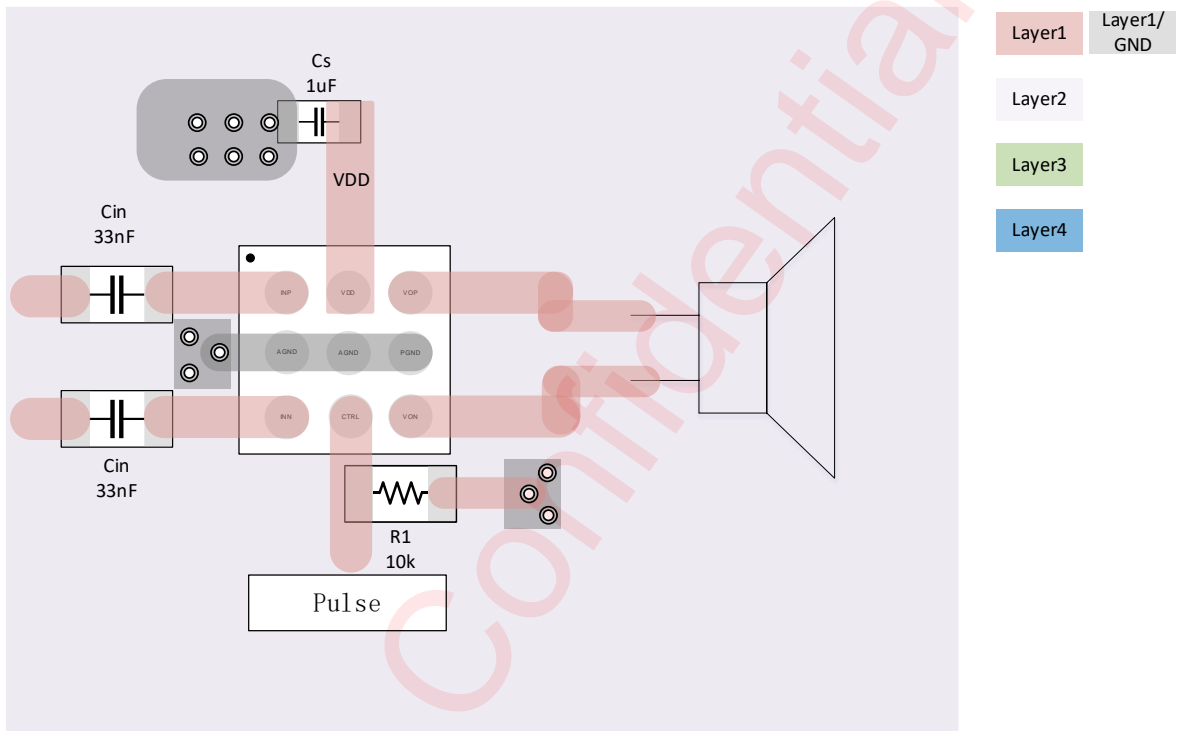 Layer1
Layer1/
GND
Layer2
Layer3
Layer4
Cs
1uF
VDD
Cin
33nF
INP
VDD
VOP
AGND
AGND
PGND
INN
CTRL
VON
Cin
33nF
R1
10k
Pulse
Confidential